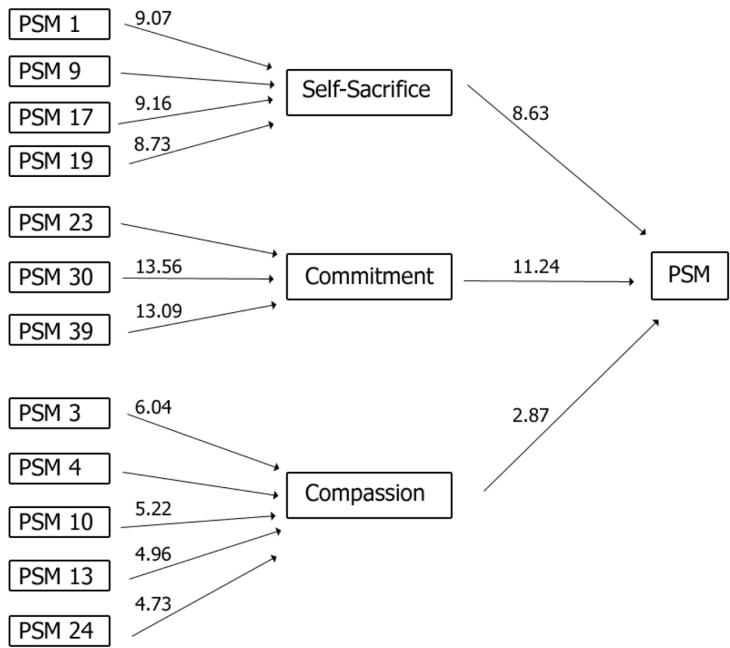 PSM 1
9.07
PSM 9
PSM 17
9.16
PSM 19
8.73
Self-Sacrifice
8.63
PSM 23
PSM 30
13.56
PSM 39
13.09
Commitment
11.24
PSM
PSM 3
6.04
PSM 4
PSM 10
5.22
PSM 13
4.96
PSM 24
4.73
Compassion
2.87